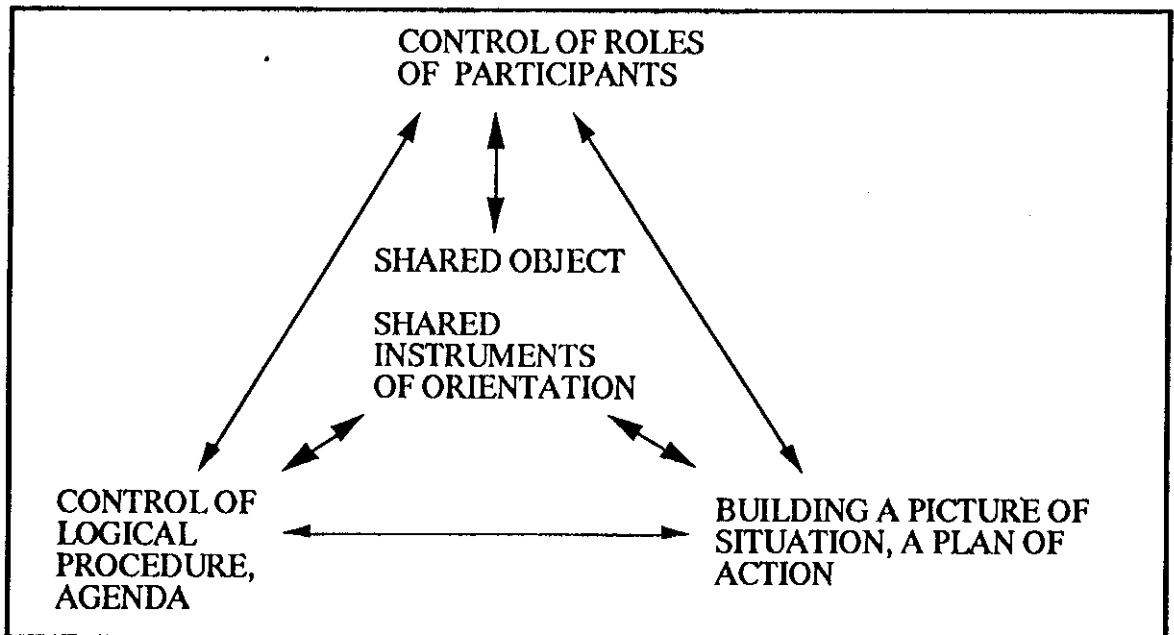 CONTROL OF ROLES
OF PARTICIPANTS
SHARED OBJECT
SHARED
INSTRUMENTS
OF ORIENTATION
CONTROL OF
LOGICAL
PROCEDURE,
AGENDA
BUILDING A PICTURE OF
SITUATION, A PLAN OF
ACTION